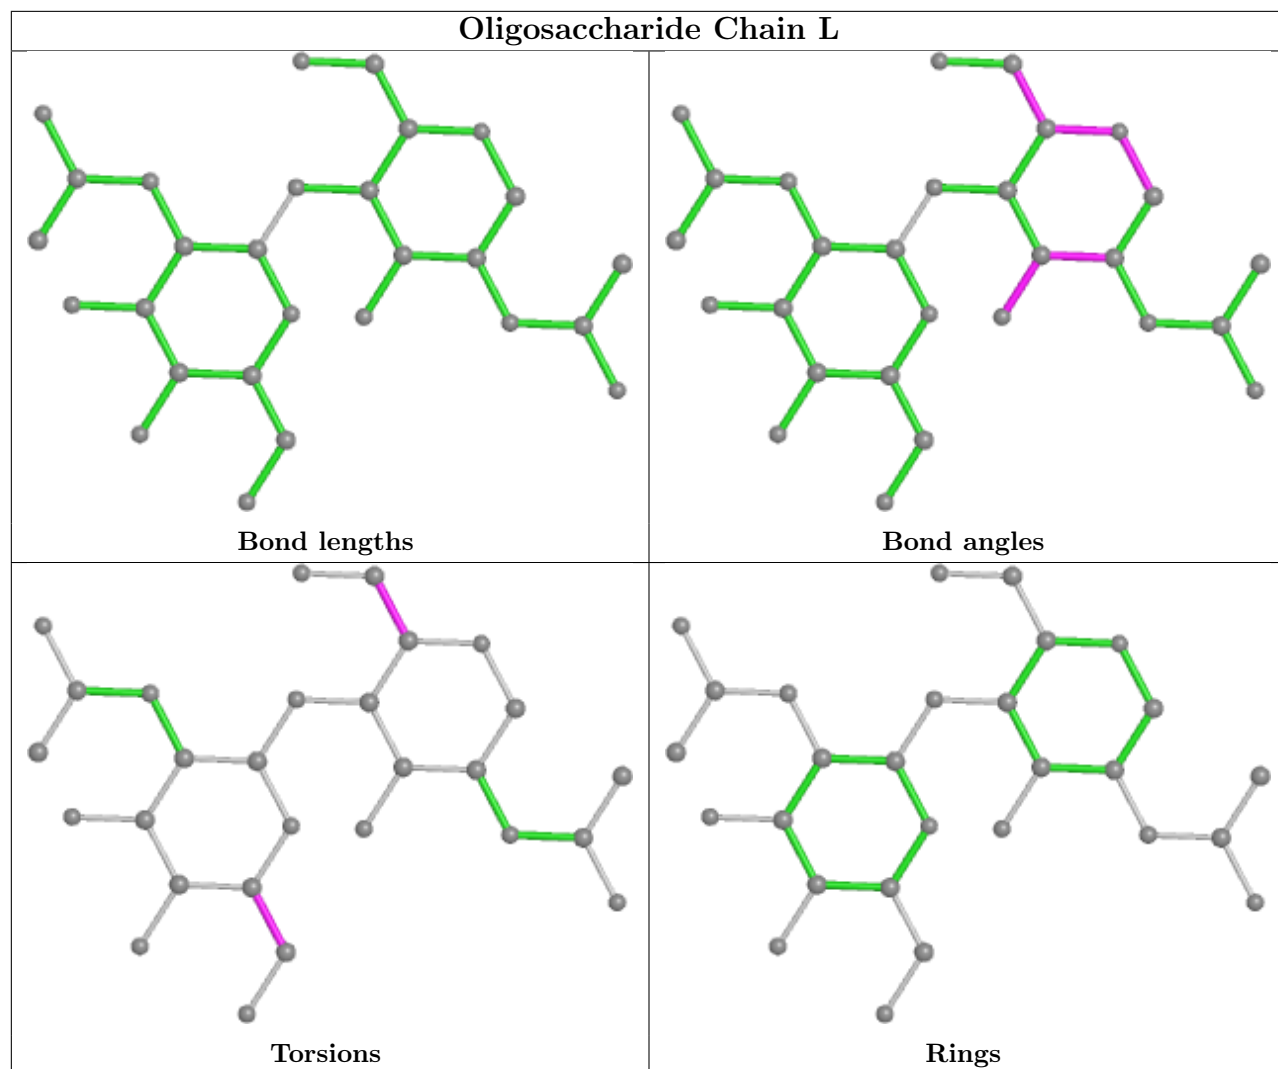 Oligosaccharide Chain L
Bond lengths
Bond angles
Torsions
Rings